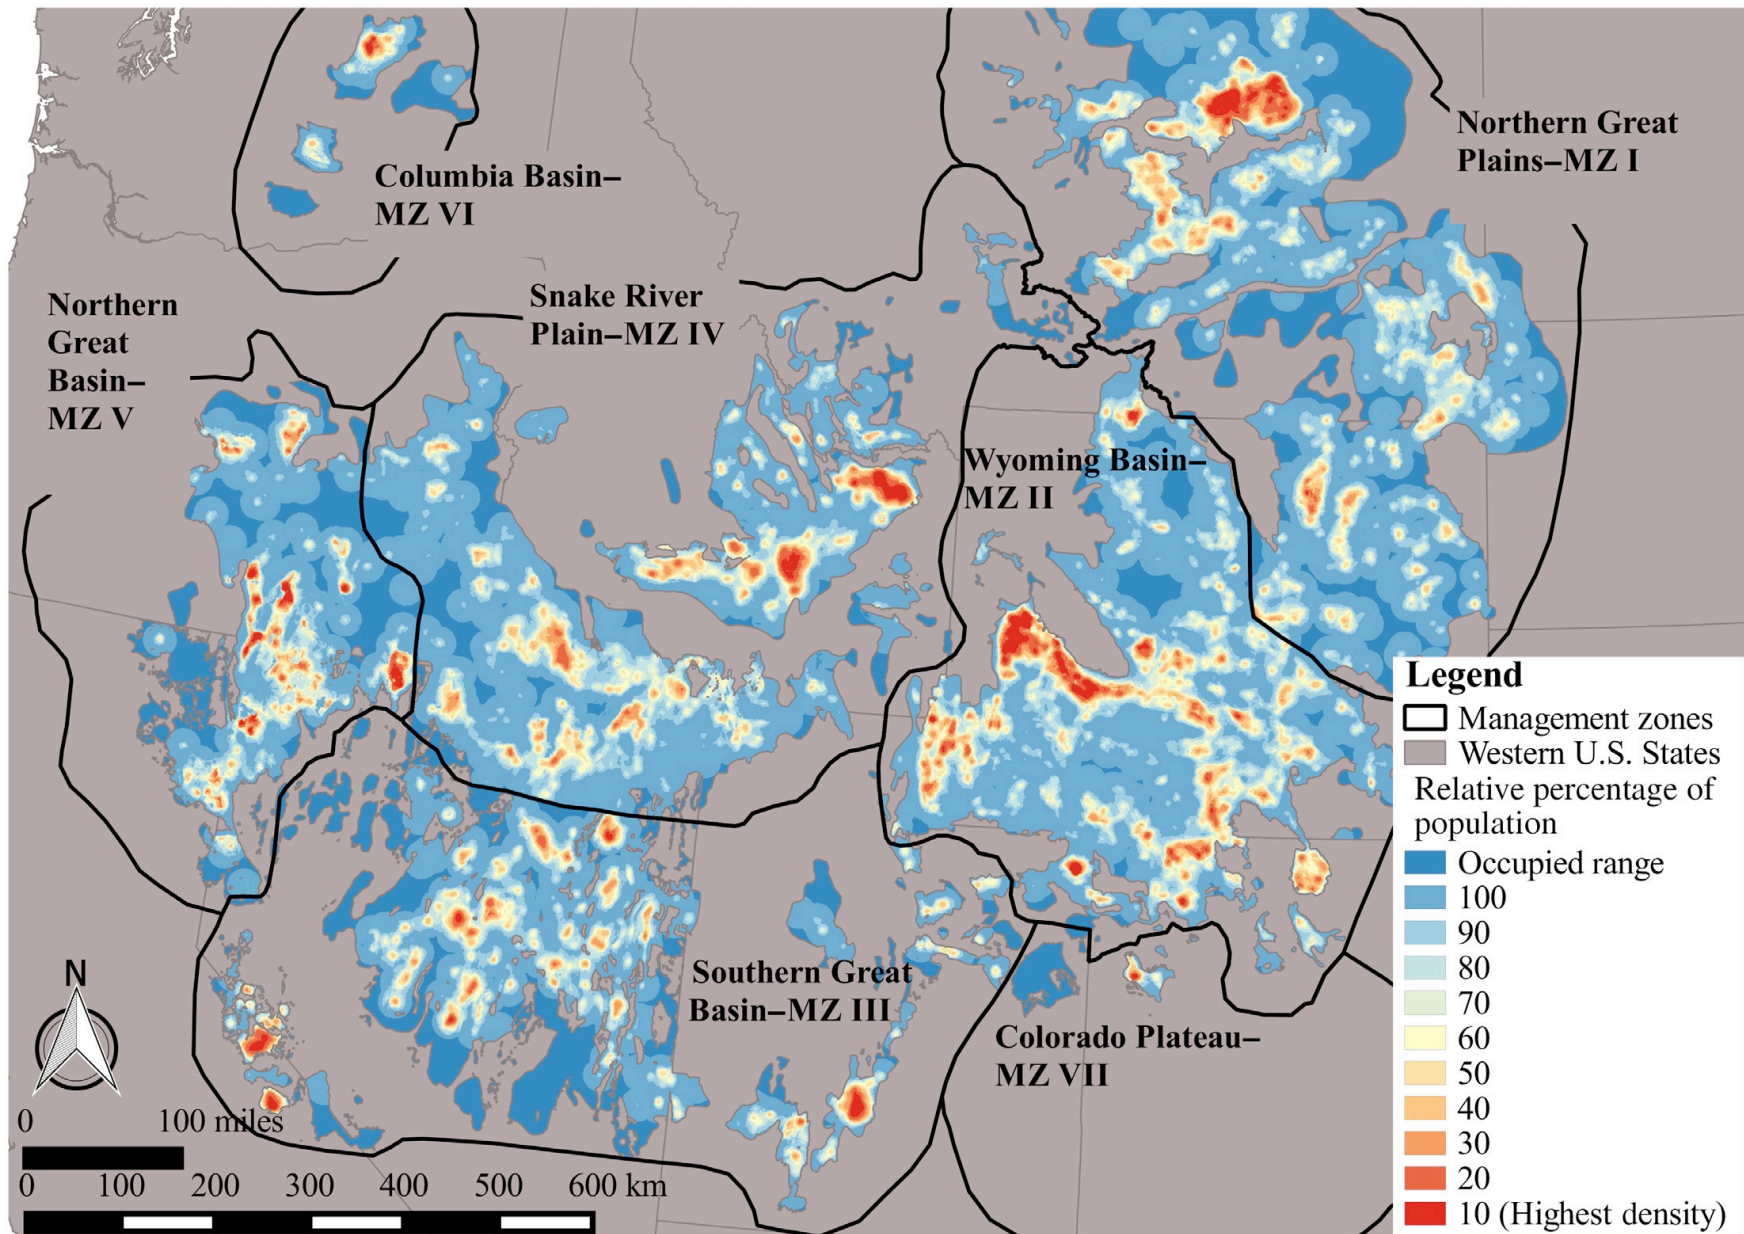 Northern Great
Plains–MZ I
Columbia Basin–
MZ VI
Snake River
Plain–MZ IV
Northern
Great
Basin–
MZ V
Wyoming Basin–
MZ II
Southern Great
Basin–MZ III
Colorado Plateau–
MZ VII
N
0 100 miles
0 100 200 300 400 500 600 km
Legend
Management zones
Western U.S. States
Relative percentage of
population
Occupied range
100
90
80
70
60
50
40
30
20
10 (Highest density)